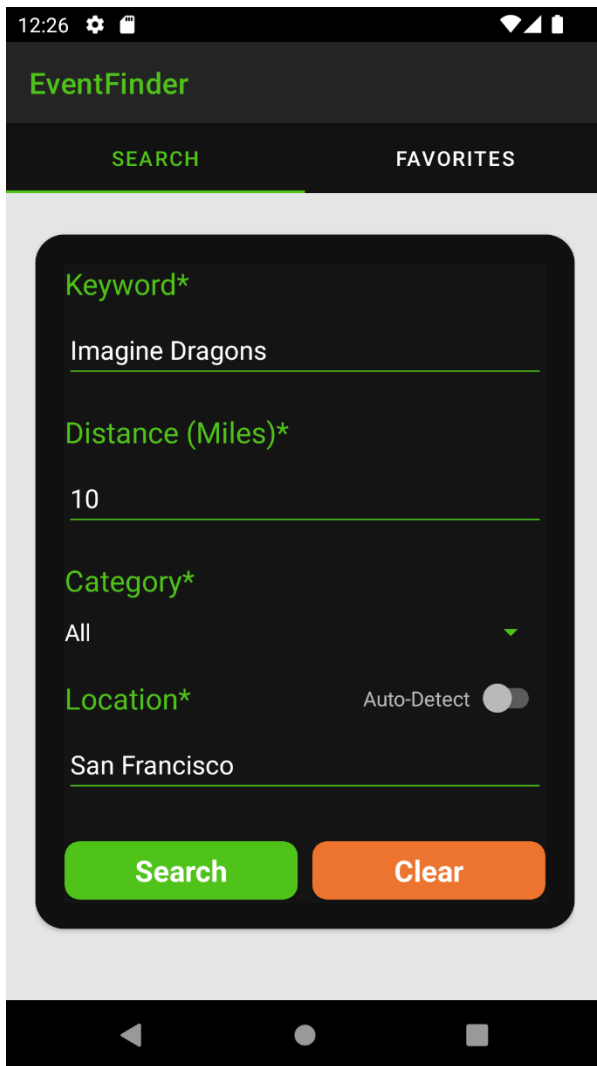 12:26
EventFinder
SEARCH FAVORITES
Keyword*
Imagine Dragons
Distance (Miles)*
10
Category*
All
Location* Auto-Detect
San Francisco
Search Clear